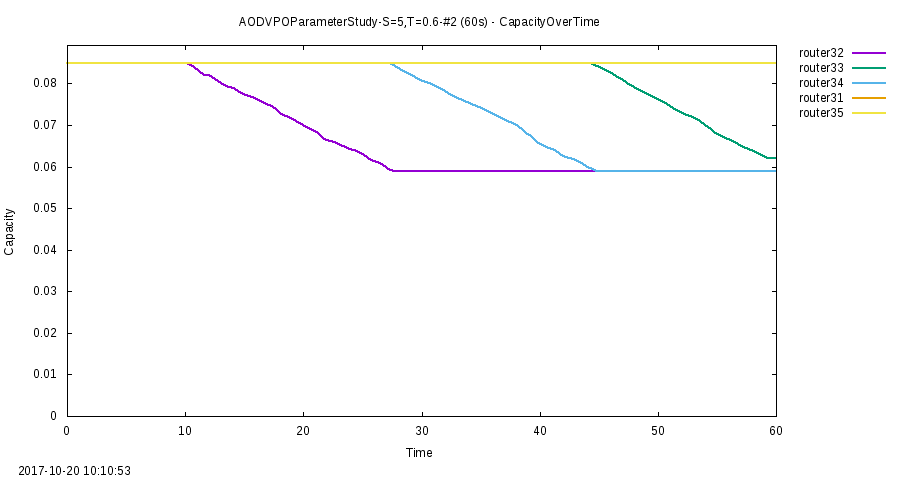 AODVPOParameterStudy-S=5,T=0.6-#2 (60s) - CapacityOverTime
router32
router33
router34
router31
router35
0.08
0.07
0.06
0.05
0.04
0.03
0.02
0.01
0
Capacity
0 10 20 30 40 50 60
Time
2017-10-20 10:10:53